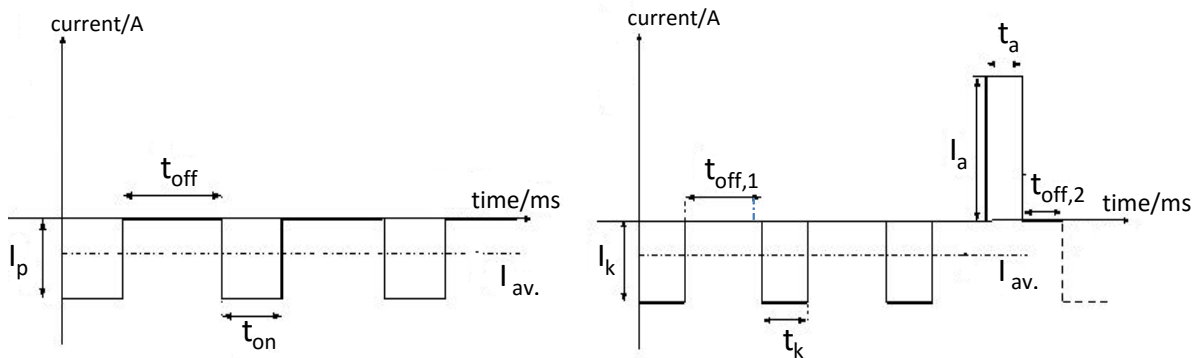 current/A
t_off
time/ms
I_p
I_av.
t_on
current/A
t_a
I_a
t_off,1
t_off,2
time/ms
I_k
I_av.
t_k